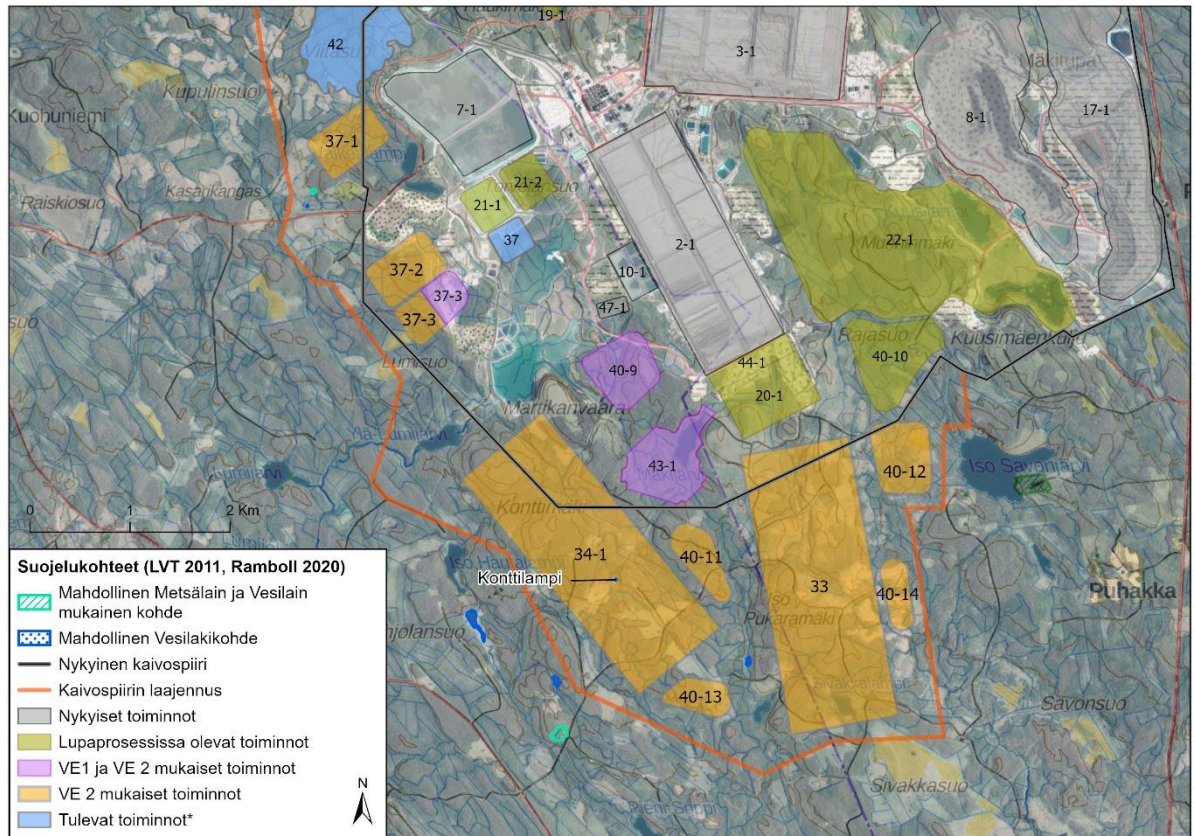 Haukimäki
19-1
42
Viitasuo
3-1
Mäkitupa
Kupulinsuo
7-1
8-1
17-1
Kuohuniemi
37-1
21-2
21-1
Kasarikangas
Raiskiosuo
37
2-1
22-1
37-2
10-1
37-3
47-1
37-3
Rajasuo
Kuusimäenkulju
Lumisuo
40-9
44-1
40-10
20-1
Martikanvaara
43-1
40-12
Iso Savonjärvi
0 1 2 Km
Konttimäki
34-1
40-11
Konttilampi
33
40-14
Puhakka
Iso
Pukaramäki
40-13
Savonsuo
Sivakkasuo
N
Suojelukohteet (LVT 2011, Ramboll 2020)
Mahdollinen Metsälain ja Vesilain
mukainen kohde
Mahdollinen Vesilakikohde
Nykyinen kaivospiiri
Kaivospiirin laajennus
Nykyiset toiminnot
Lupaprosessissa olevat toiminnot
VE1 ja VE 2 mukaiset toiminnot
VE 2 mukaiset toiminnot
Tulevat toiminnot*